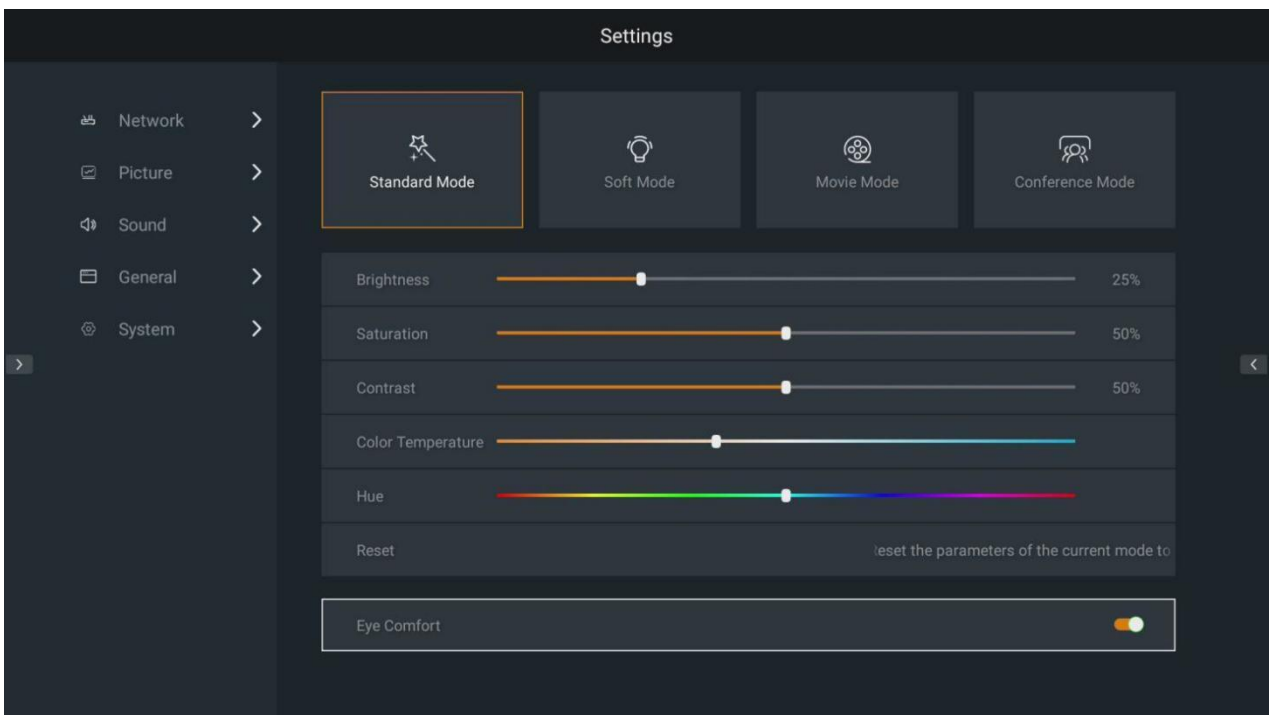 Settings
Network
Picture
Sound
General
System
Standard Mode
Soft Mode
Movie Mode
Conference Mode
Brightness 25%
Saturation 50%
Contrast 50%
Color Temperature
Hue
Reset the parameters of the current mode to
Eye Comfort